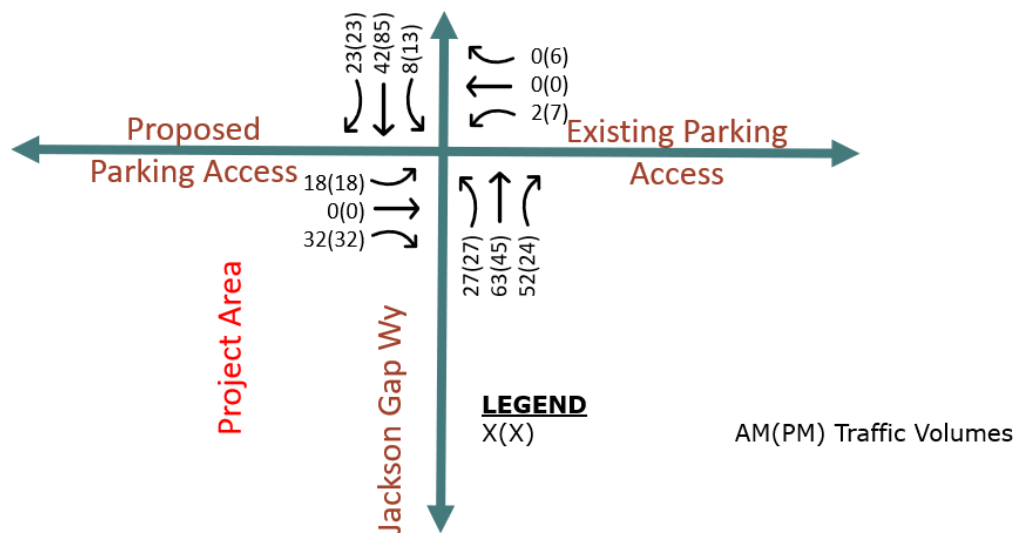 23(23)
42(85)
8(13)
0(6)
0(0)
2(7)
Proposed
Parking Access
Existing Parking
Access
18(18)
0(0)
32(32)
27(27)
63(45)
52(24)
Project Area
Jackson Gap Wy
LEGEND
X(X) AM(PM) Traffic Volumes